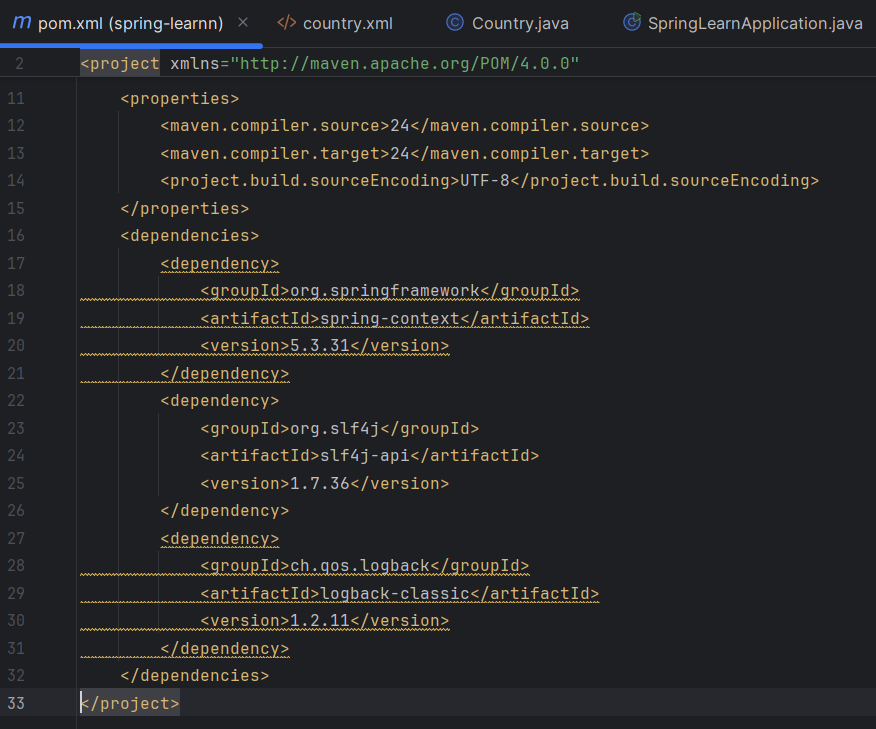 pom.xml (spring-learnn) × </> country.xml Country.java SpringLearnApplication.java
2 <project xmlns="http://maven.apache.org/POM/4.0.0"
11 <properties>
12 <maven.compiler.source>24</maven.compiler.source>
13 <maven.compiler.target>24</maven.compiler.target>
14 <project.build.sourceEncoding>UTF-8</project.build.sourceEncoding>
15 </properties>
16 <dependencies>
17 <dependency>
18 <groupId>org.springframework</groupId>
19 <artifactId>spring-context</artifactId>
20 <version>5.3.31</version>
21 </dependency>
22 <dependency>
23 <groupId>org.slf4j</groupId>
24 <artifactId>slf4j-api</artifactId>
25 <version>1.7.36</version>
26 </dependency>
27 <dependency>
28 <groupId>ch.qos.logback</groupId>
29 <artifactId>logback-classic</artifactId>
30 <version>1.2.11</version>
31 </dependency>
32 </dependencies>
33 </project>